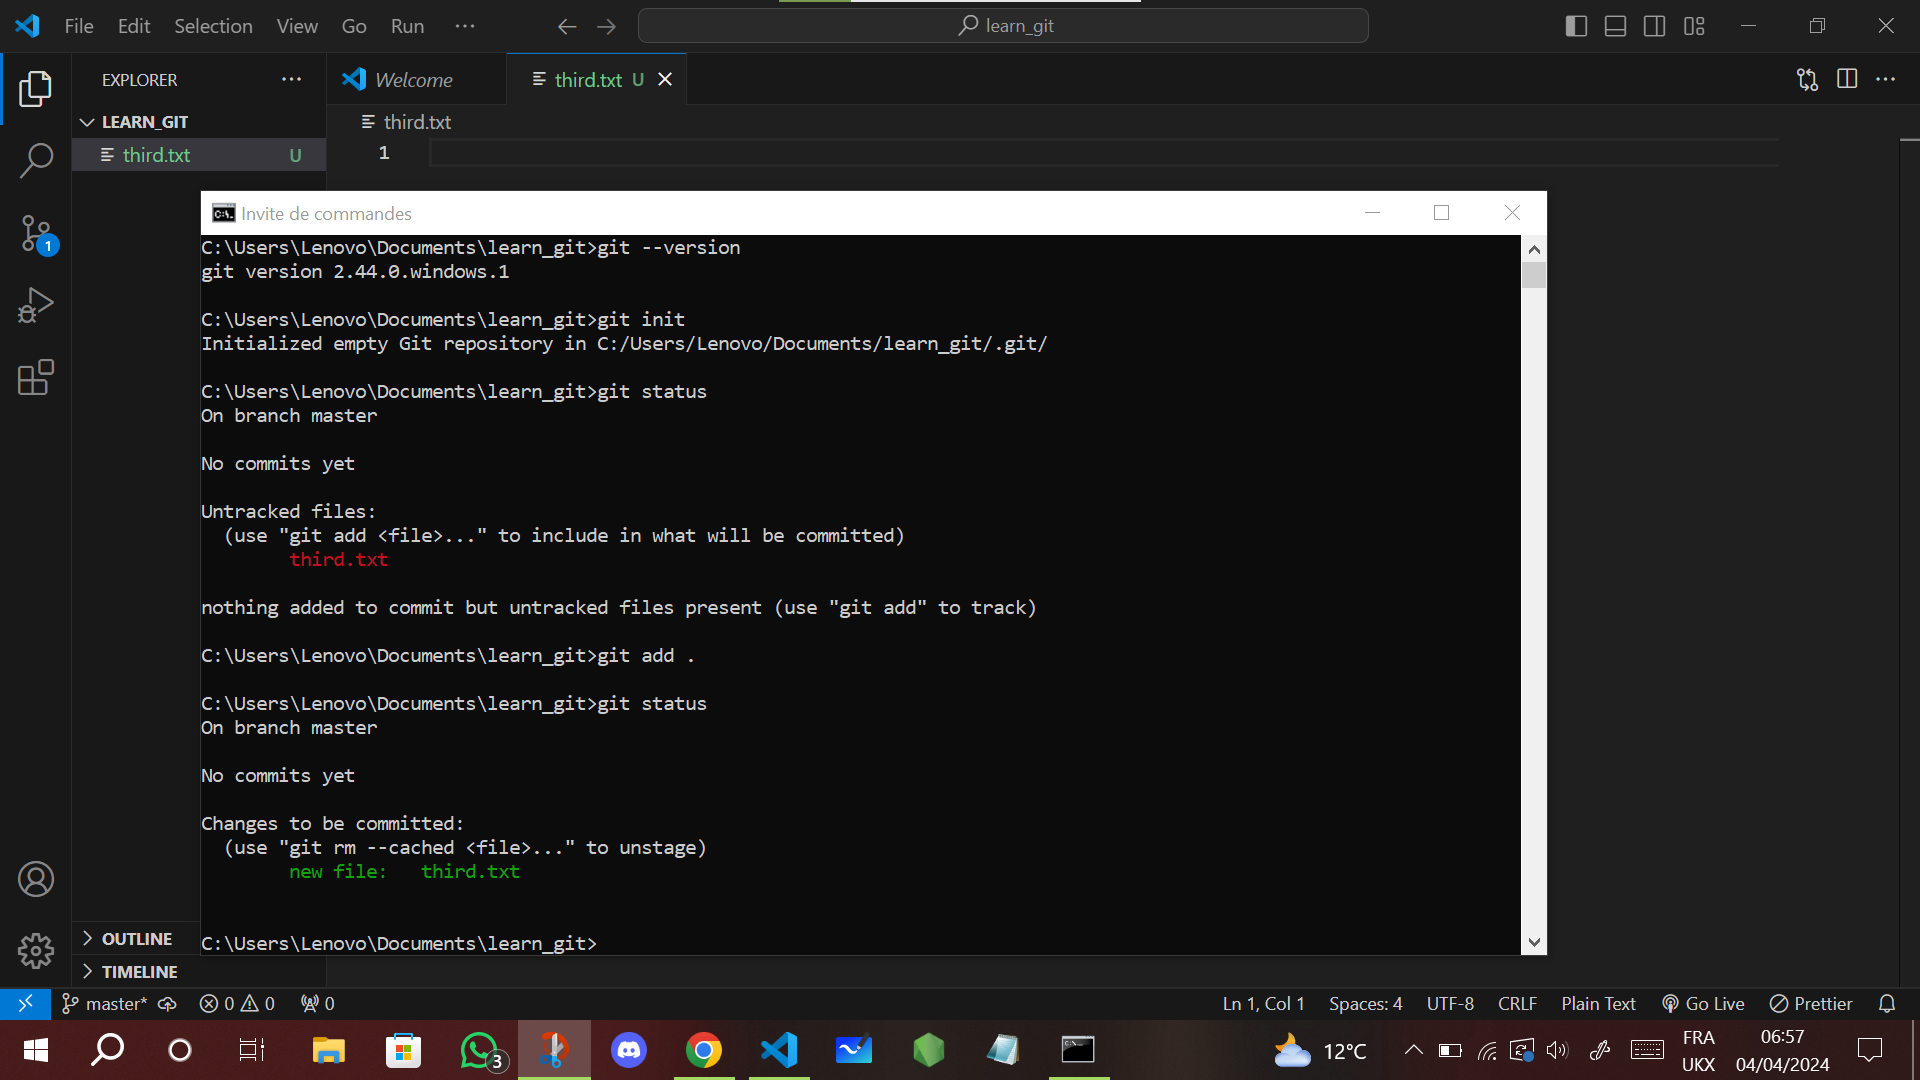 File Edit Selection View Go Run ...
learn_git
EXPLORER ...
Welcome
third.txt U
LEARN_GIT
third.txt U
third.txt
1
1
Invite de commandes
C:\Users\Lenovo\Documents\learn_git>git --version
git version 2.44.0.windows.1
C:\Users\Lenovo\Documents\learn_git>git init
Initialized empty Git repository in C:/Users/Lenovo/Documents/learn_git/.git/
C:\Users\Lenovo\Documents\learn_git>git status
On branch master
No commits yet
Untracked files:
(use "git add <file>..." to include in what will be committed)
third.txt
nothing added to commit but untracked files present (use "git add" to track)
C:\Users\Lenovo\Documents\learn_git>git add .
C:\Users\Lenovo\Documents\learn_git>git status
On branch master
No commits yet
Changes to be committed:
(use "git rm --cached <file>..." to unstage)
new file: third.txt
C:\Users\Lenovo\Documents\learn_git>
OUTLINE
TIMELINE
master* 0 0 0
Ln 1, Col 1 Spaces: 4 UTF-8 CRLF Plain Text Go Live Prettier
3
12°C
FRA
UKX
06:57
04/04/2024